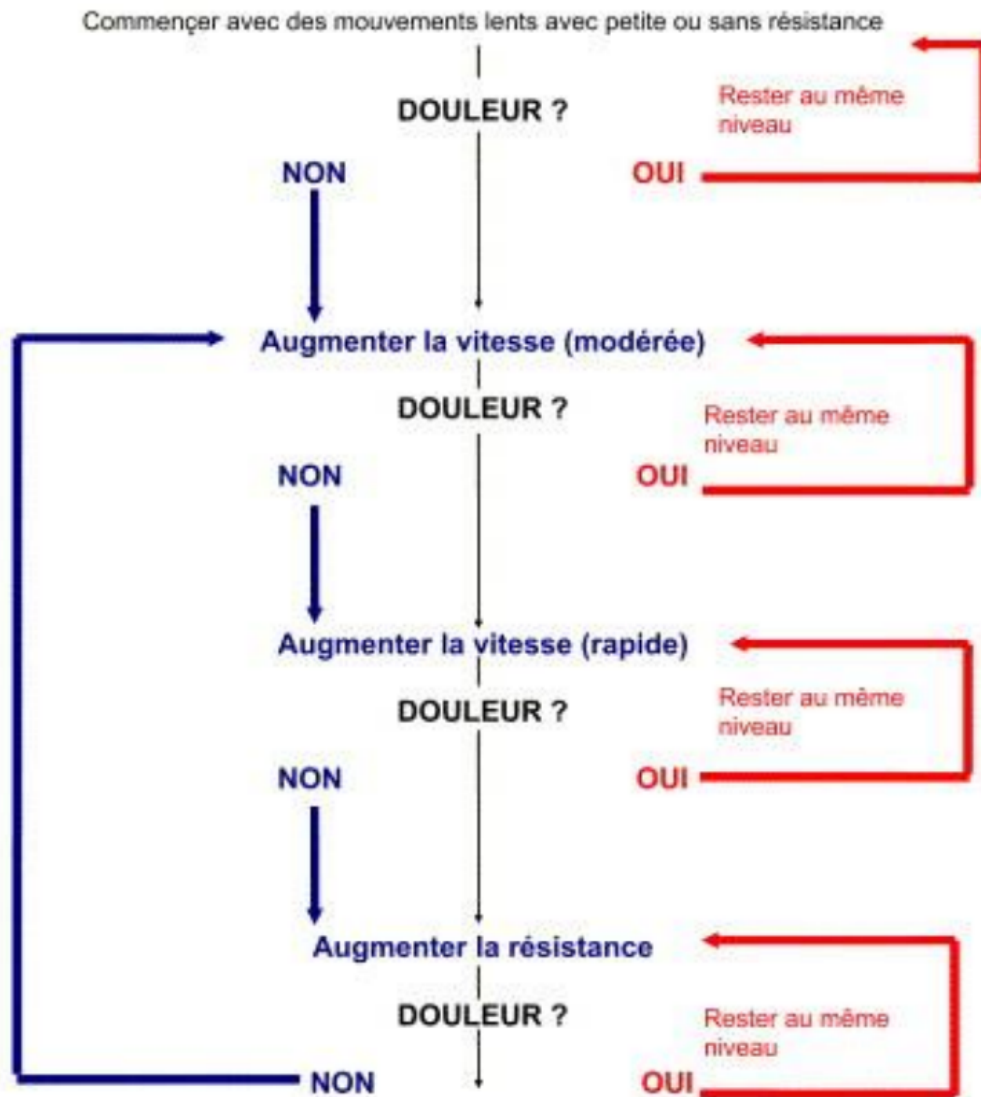 Commençer avec des mouvements lents avec petite ou sans résistance
DOULEUR ?
Rester au même
niveau
NON
OUI
Augmenter la vitesse (modérée)
DOULEUR ?
Rester au même
niveau
NON
OUI
Augmenter la vitesse (rapide)
DOULEUR ?
Rester au même
niveau
NON
OUI
Augmenter la résistance
DOULEUR ?
Rester au même
niveau
NON
OUI